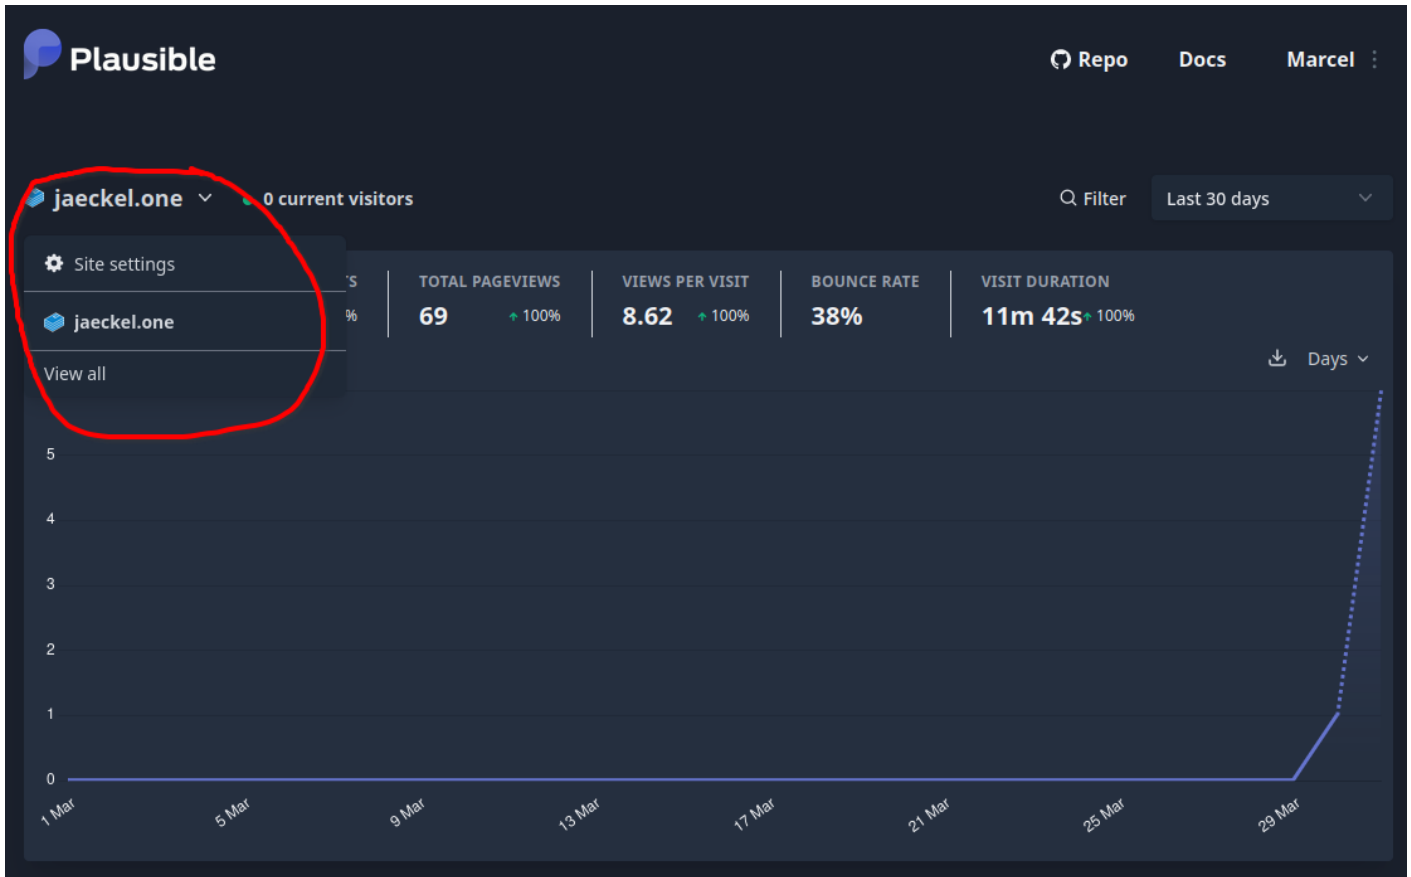 Plausible
Repo Docs Marcel
jaeckel.one 0 current visitors Filter Last 30 days
Site settings
jaeckel.one
View all
S TOTAL PAGEVIEWS VIEWS PER VISIT BOUNCE RATE VISIT DURATION
% 69 100% 8.62 100% 38% 11m 42s 100%
Days
5
4
3
2
1
0
1 Mar 5 Mar 9 Mar 13 Mar 17 Mar 21 Mar 25 Mar 29 Mar